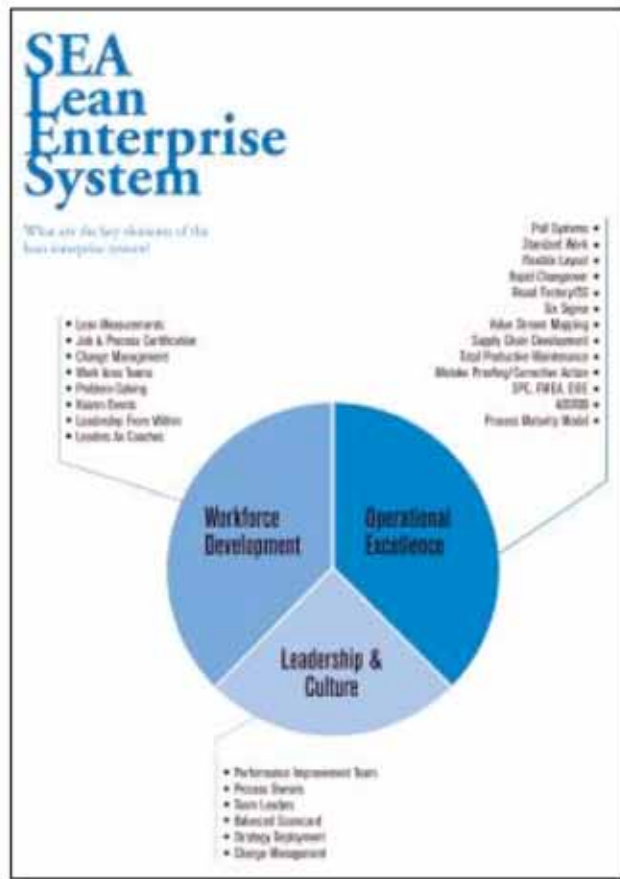 SEA
Lean
Enterprise
System
What are the key elements of the
lean enterprise system?
Pull Systems •
Standard Work •
Flexible Layout •
Rapid Changeover •
Visual Factory/5S •
Six Sigma •
Value Stream Mapping •
Supply Chain Development •
Total Productive Maintenance •
Mistake Proofing/Corrective Action •
SPC, FMEA, •
Process Maturity Model •
• Lean Measurements
• Job & Process Certification
• Change Management
• Work Area Teams
• Problem-Solving
• Kaizen Events
• Leadership From Within
• Leaders As Coaches
Workforce
Development
Operational
Excellence
Leadership &
Culture
• Performance Improvement Team
• Process Owners
• Team Leaders
• Balanced Scorecard
• Strategy Deployment
• Change Management